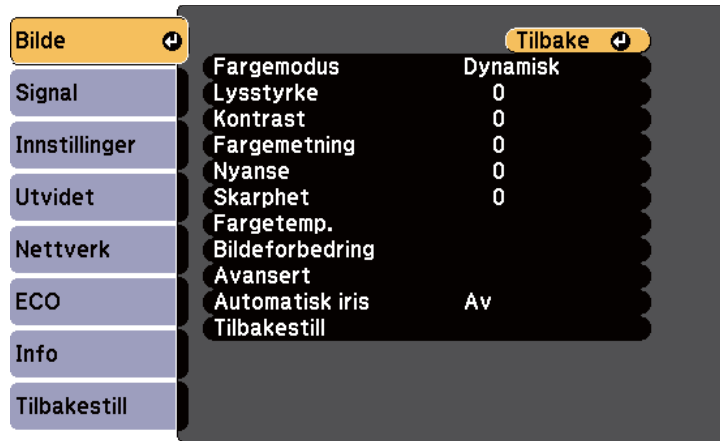 Bilde
Signal
Innstillinger
Utvidet
Nettverk
ECO
Info
Tilbakestill
Tilbake
Fargemodus Dynamisk
Lysstyrke 0
Kontrast 0
Fargemetning 0
Nyanse 0
Skarphet 0
Fargetemp.
Bildeforbedring
Avansert
Automatisk iris Av
Tilbakestill